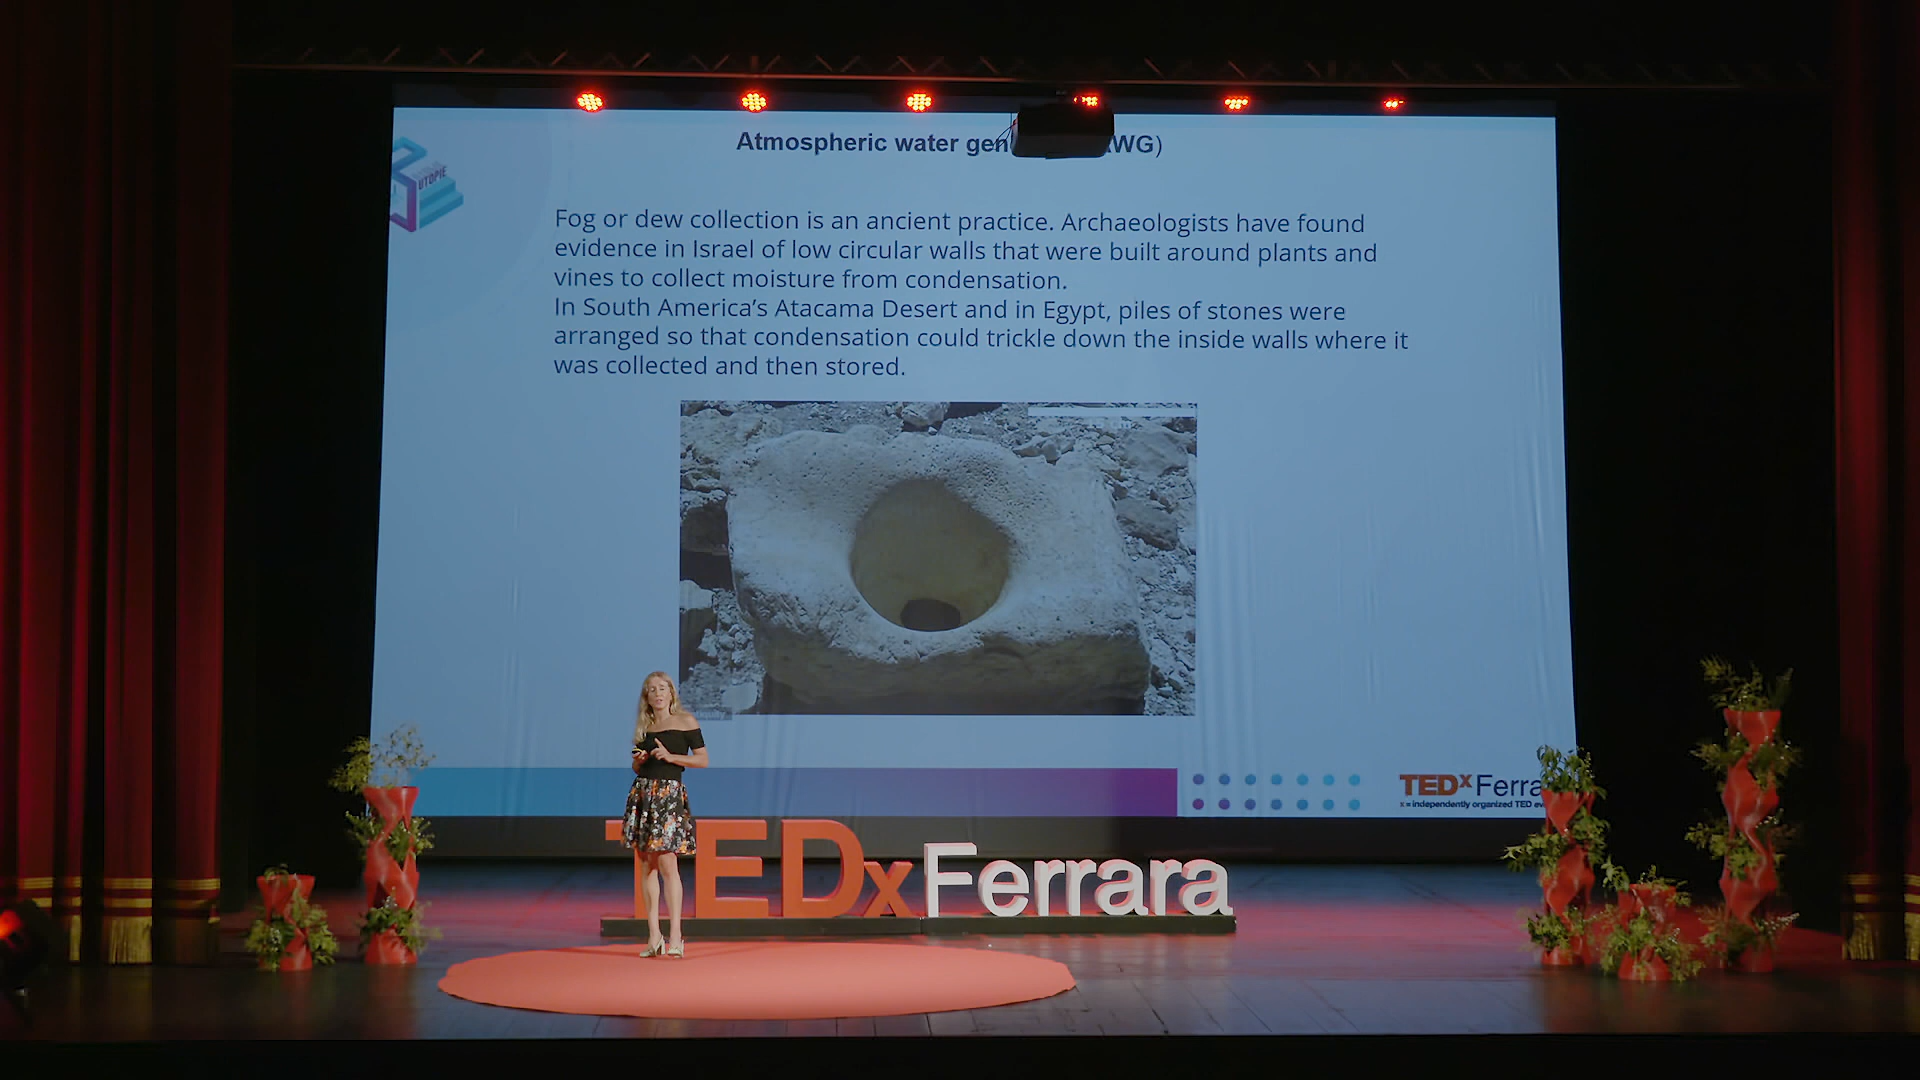 Atmospheric water gen WG)
UTOPIE
Fog or dew collection is an ancient practice. Archaeologists have found
evidence in Israel of low circular walls that were built around plants and
vines to collect moisture from condensation.
In South America’s Atacama Desert and in Egypt, piles of stones were
arranged so that condensation could trickle down the inside walls where it
was collected and then stored.
TEDx Ferra
x = independently organized TED ev
TEDxFerrara